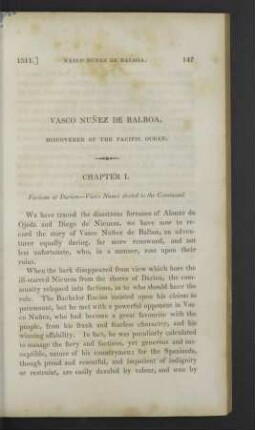 1511.] VASCO NUÑEZ DE BALBOA. 147
VASCO NUÑEZ DE BALBOA,
DISCOVERER OF THE PACIFIC OCEAN.
CHAPTER I.
Factions at Darien—Vasco Nunez elected to the Command.
We have traced the disastrous fortunes of Alonzo de
Ojeda and Diego de Nicuesa, we have now to re-
cord the story of Vasco Nuñez de Balboa, an adven-
turer equally daring, far more renowned, and not
less unfortunate, who, in a manner, rose upon their
ruins.
When the bark disappeared from view which bore the
ill-starred Nicuesa from the shores of Darien, the com-
munity relapsed into factions, as to who should have the
rule. The Bachelor Enciso insisted upon his claims as
paramount, but he met with a powerful opponent in Vas-
co Nuñez, who had become a great favourite with the
people, from his frank and fearless character, and his
winning affability. In fact, he was peculiarly calculated
to manage the fiery and factious, yet generous and sus-
ceptible, nature of his countrymen; for the Spaniards,
though proud and resentful, and impatient of indignity
or restraint, are easily dazzled by valour, and won by